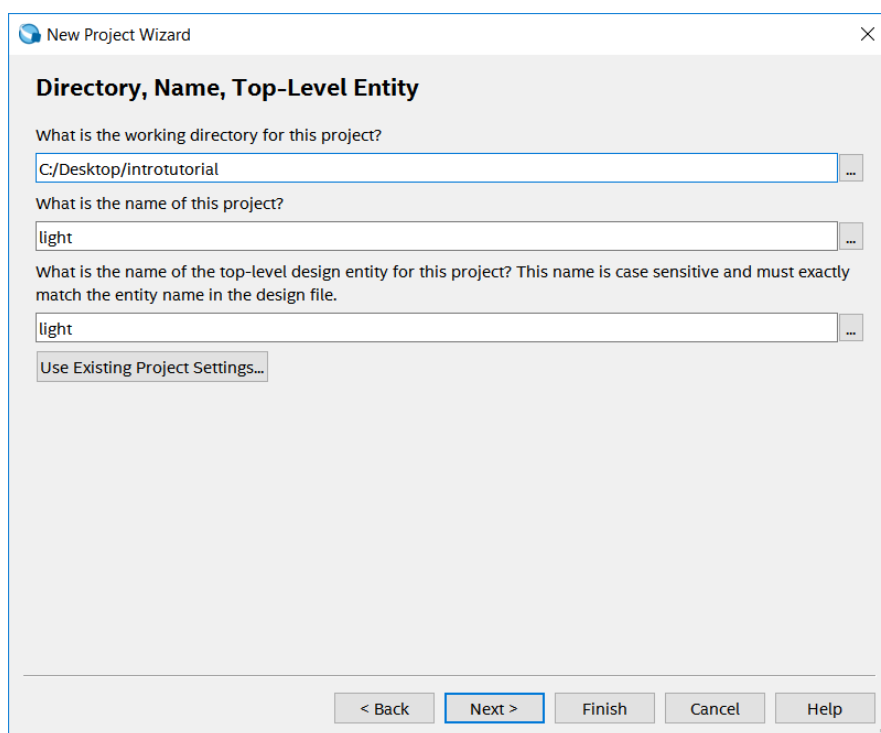 New Project Wizard
Directory, Name, Top-Level Entity
What is the working directory for this project?
C:/Desktop/introtutorial
...
What is the name of this project?
light
...
What is the name of the top-level design entity for this project? This name is case sensitive and must exactly
match the entity name in the design file.
light
...
Use Existing Project Settings...
< Back Next > Finish Cancel Help